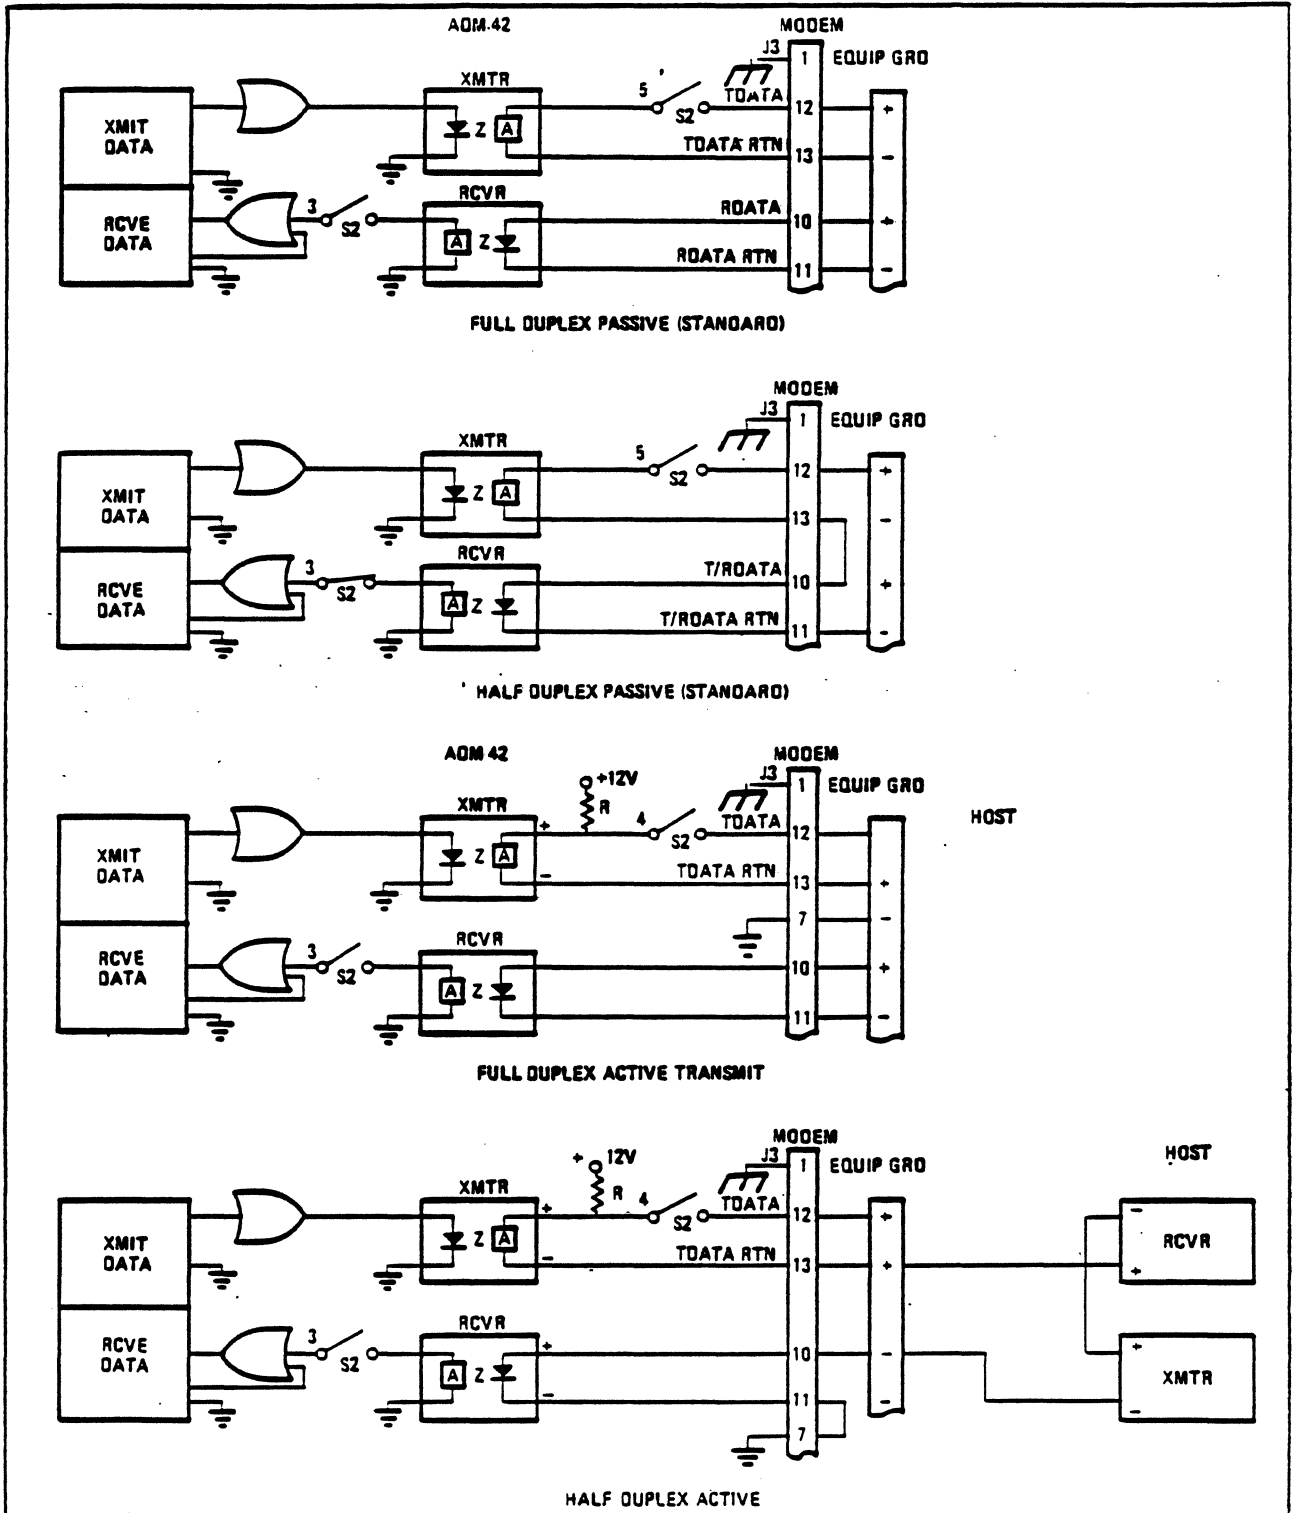 ADM-42
MODEM
J3 1 EQUIP GRD
XMTR
5 S2 TDATA 12 +
XMIT DATA
Z A
TDATA RTN 13 -
RCVR
RCVE DATA
3 S2
RDATA 10 +
A Z
RDATA RTN 11 -
FULL DUPLEX PASSIVE (STANDARD)
MODEM
J3 1 EQUIP GRD
XMTR
5 S2 12 +
XMIT DATA
Z A
13 -
RCVR
3 S2
T/RDATA 10 +
RCVE DATA
A Z
T/RDATA RTN 11 -
HALF DUPLEX PASSIVE (STANDARD)
ADM-42
MODEM
+12V
J3 1 EQUIP GRD
XMTR
R
HOST
+ 4 S2 TDATA 12
XMIT DATA
Z A
- TDATA RTN 13 +
7 -
RCVR
RCVE DATA
3 S2
10 +
A Z
11 -
FULL DUPLEX ACTIVE TRANSMIT
MODEM
+ 12V
J3 1 EQUIP GRD
HOST
XMTR
R
+ 4 S2 TDATA 12 + -
XMIT DATA
Z A
RCVR
- TDATA RTN 13 + +
RCVR
RCVE DATA
3 S2
+ 10 - +
A Z
XMTR
- 11 - -
7
HALF DUPLEX ACTIVE